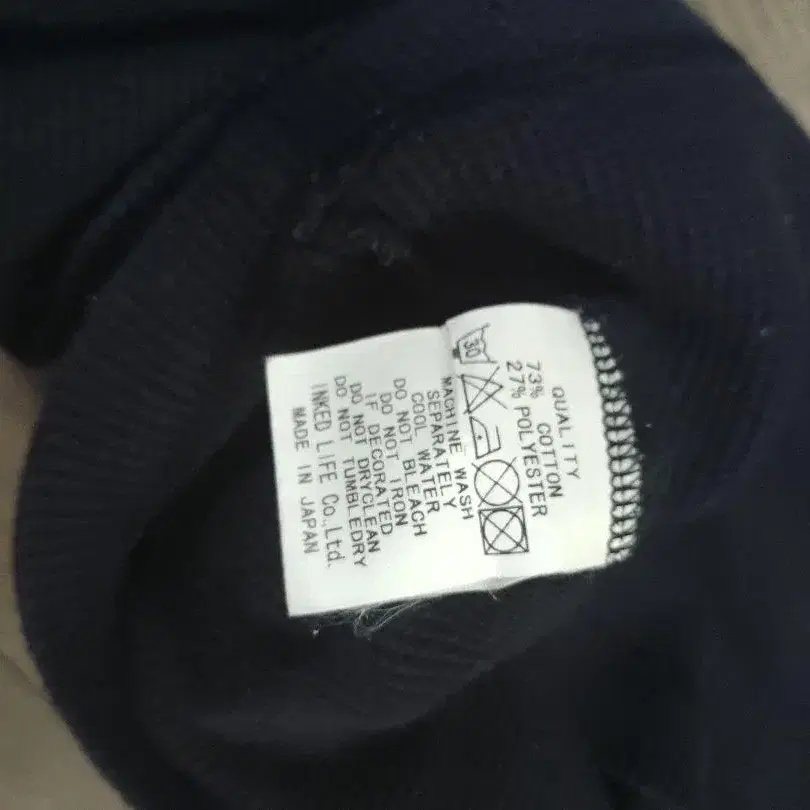 QUALITY
73% COTTON
27% POLYESTER
30
MACHINE WASH
SEPARATELY
COOL WATER
DO NOT BLEACH
DO NOT IRON
IF DECORATED
DO NOT DRYCLEAN
DO NOT TUMBLEDRY
INKED LIFE Co.,Ltd.
MADE IN JAPAN